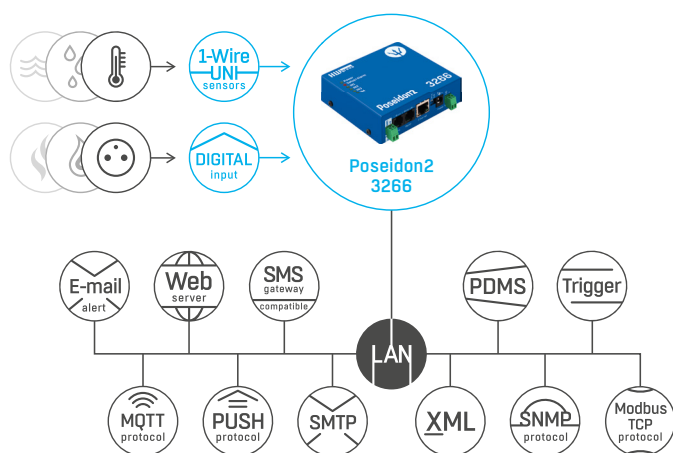 1-Wire
UNI
sensors
DIGITAL
input
HWgroup
Poseidon2
3266
Poseidon2
3266
E-mail
alert
Web
server
SMS
gateway
compatible
PDMS
Trigger
LAN
MQTT
protocol
PUSH
protocol
SMTP
XML
SNMP
protocol
Modbus
TCP
protocol